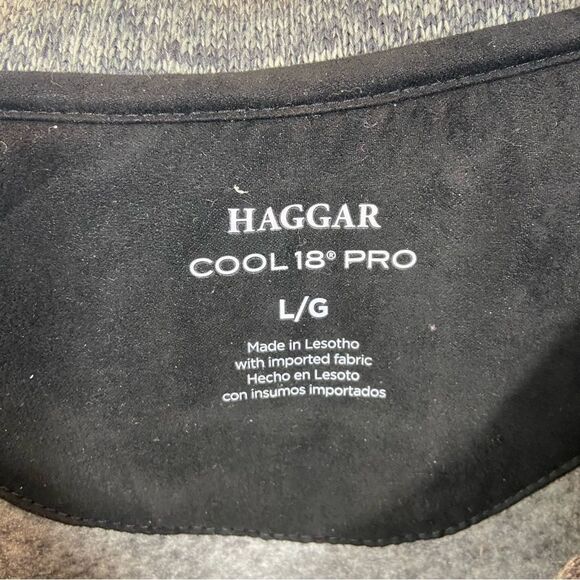 HAGGAR
COOL 18® PRO
L/G
Made in Lesotho
with imported fabric
Hecho en Lesoto
con insumos importados